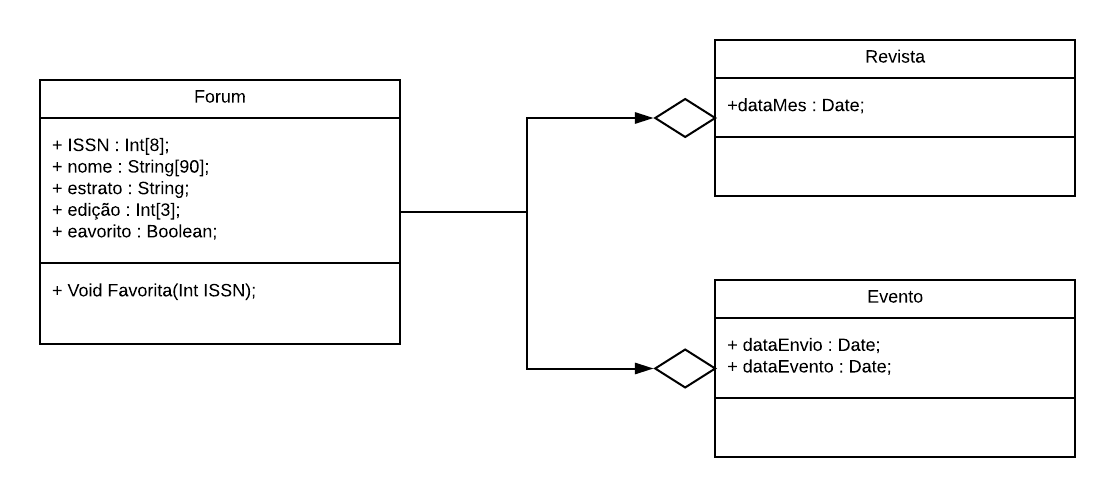 Forum
+ ISSN : Int[8];
+ nome : String[90];
+ estrato : String;
+ edição : Int[3];
+ eavorito : Boolean;
+ Void Favorita(Int ISSN);
Revista
+dataMes : Date;
Evento
+ dataEnvio : Date;
+ dataEvento : Date;